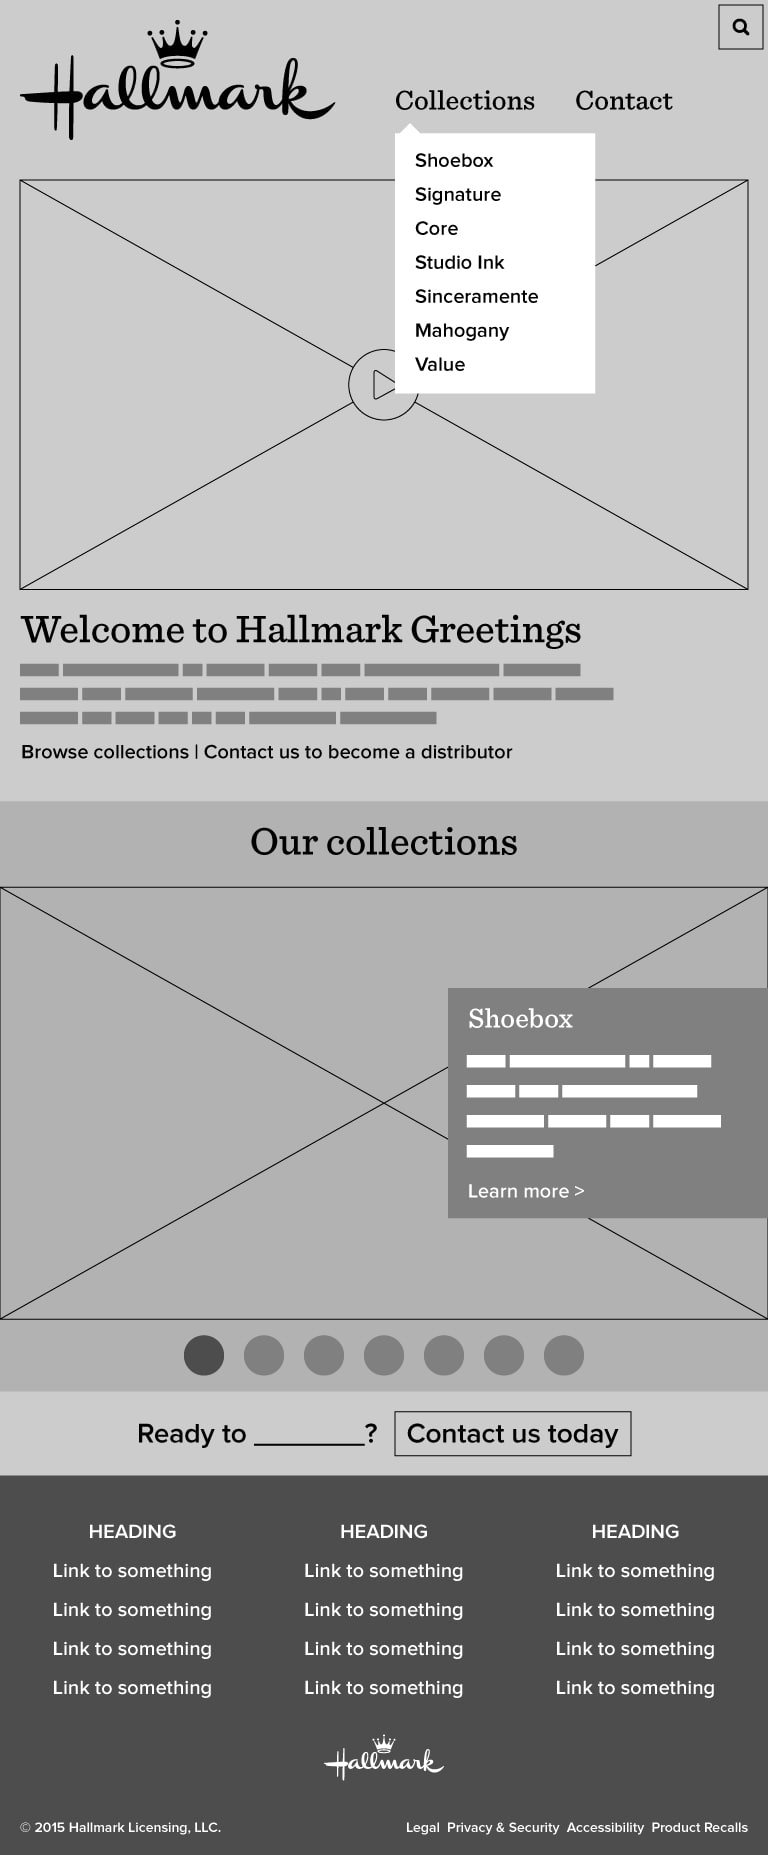 Hallmark
Collections Contact
Shoebox
Signature
Core
Studio Ink
Sinceramente
Mahogany
Value
Welcome to Hallmark Greetings
Browse collections | Contact us to become a distributor
Our collections
Shoebox
Learn more >
Ready to ________? Contact us today
HEADING HEADING HEADING
Link to something Link to something Link to something
Link to something Link to something Link to something
Link to something Link to something Link to something
Link to something Link to something Link to something
Hallmark
© 2015 Hallmark Licensing, LLC. Legal Privacy & Security Accessibility Product Recalls